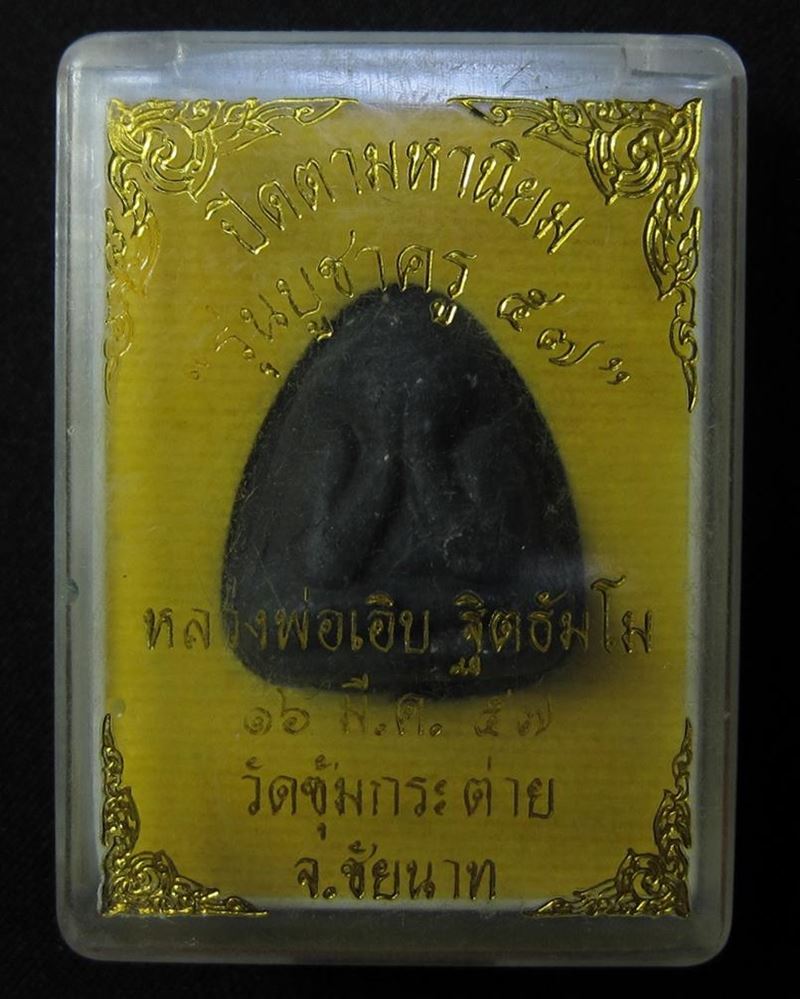 ปิดตามหานิยม
"รุ่นบูชาครู ๕๗"
หลวงพ่อเอิบ ฐิตธัมโม
๑๖ มี.ค. ๕๗
วัดซุ้มกระต่าย
จ.ชัยนาท